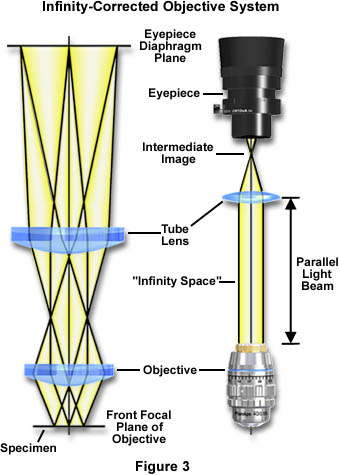 Infinity-Corrected Objective System
Eyepiece
Diaphragm
Plane
Eyepiece
Intermediate
Image
Tube
Lens
"Infinity Space"
Parallel
Light
Beam
Objective
Front Focal
Plane of
Objective
Specimen
Figure 3